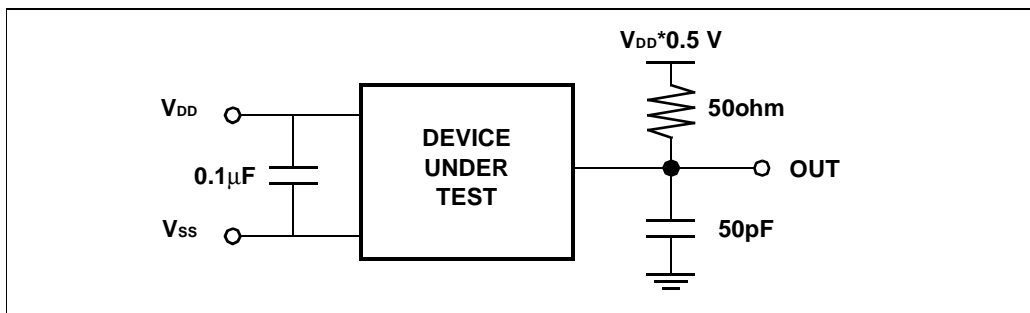 VDD*0.5 V
50ohm
VDD
DEVICE
UNDER
TEST
OUT
0.1μF
VSS
50pF